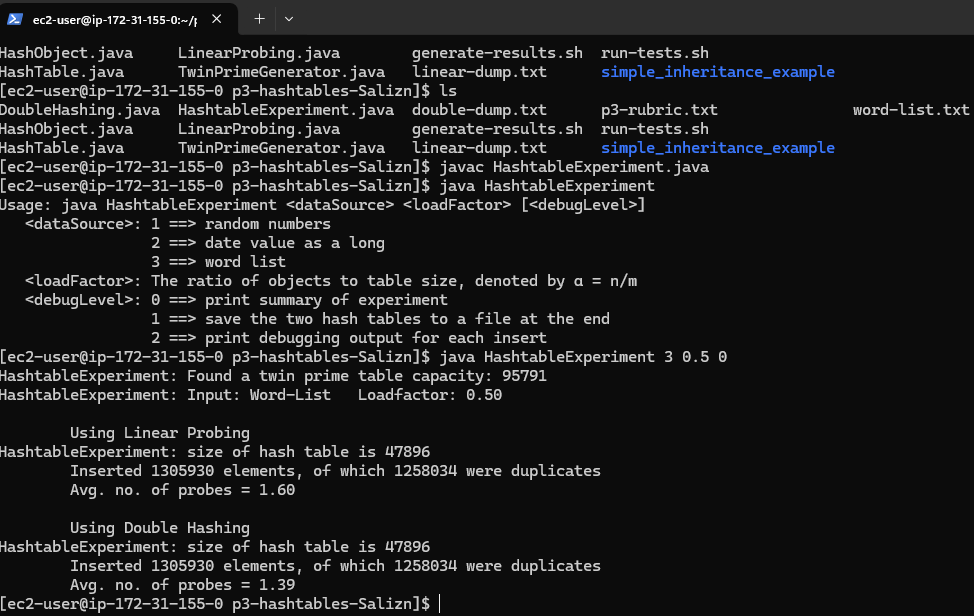 ec2-user@ip-172-31-155-0:~/p
HashObject.java     LinearProbing.java        generate-results.sh  run-tests.sh
HashTable.java      TwinPrimeGenerator.java   linear-dump.txt      simple_inheritance_example
[ec2-user@ip-172-31-155-0 p3-hashtables-Salizn]$ ls
DoubleHashing.java  HashtableExperiment.java  double-dump.txt      p3-rubric.txt               word-list.txt
HashObject.java     LinearProbing.java        generate-results.sh  run-tests.sh
HashTable.java      TwinPrimeGenerator.java   linear-dump.txt      simple_inheritance_example
[ec2-user@ip-172-31-155-0 p3-hashtables-Salizn]$ javac HashtableExperiment.java
[ec2-user@ip-172-31-155-0 p3-hashtables-Salizn]$ java HashtableExperiment
Usage: java HashtableExperiment <dataSource> <loadFactor> [<debugLevel>]
   <dataSource>: 1 ==> random numbers
                 2 ==> date value as a long
                 3 ==> word list
   <loadFactor>: The ratio of objects to table size, denoted by α = n/m
   <debugLevel>: 0 ==> print summary of experiment
                 1 ==> save the two hash tables to a file at the end
                 2 ==> print debugging output for each insert
[ec2-user@ip-172-31-155-0 p3-hashtables-Salizn]$ java HashtableExperiment 3 0.5 0
HashtableExperiment: Found a twin prime table capacity: 95791
HashtableExperiment: Input: Word-List   Loadfactor: 0.50
        Using Linear Probing
HashtableExperiment: size of hash table is 47896
        Inserted 1305930 elements, of which 1258034 were duplicates
        Avg. no. of probes = 1.60
        Using Double Hashing
HashtableExperiment: size of hash table is 47896
        Inserted 1305930 elements, of which 1258034 were duplicates
        Avg. no. of probes = 1.39
[ec2-user@ip-172-31-155-0 p3-hashtables-Salizn]$